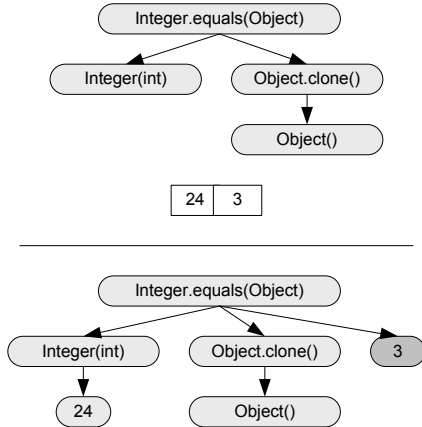 Integer.equals(Object)
Integer(int) Object.clone()
Object()
24 3
Integer.equals(Object)
Integer(int) Object.clone() 3
24 Object()